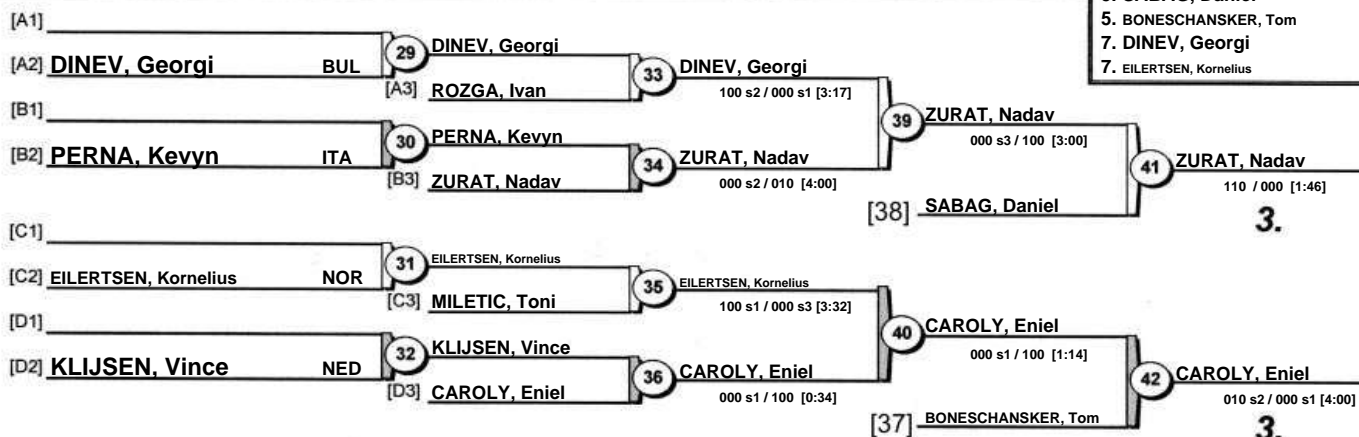 5. BONESCHANSKER, Tom
7. DINEV, Georgi
7. EILERTSEN, Kornelius
[A1]
[A2] DINEV, Georgi BUL
29
DINEV, Georgi
[A3] ROZGA, Ivan
33
DINEV, Georgi
100 s2 / 000 s1 [3:17]
[B1]
[B2] PERNA, Kevyn ITA
30
PERNA, Kevyn
[B3] ZURAT, Nadav
34
ZURAT, Nadav
000 s2 / 010 [4:00]
39
ZURAT, Nadav
000 s3 / 100 [3:00]
[38] SABAG, Daniel
41
ZURAT, Nadav
110 / 000 [1:46]
3.
[C1]
[C2] EILERTSEN, Kornelius NOR
31
EILERTSEN, Kornelius
[C3] MILETIC, Toni
35
EILERTSEN, Kornelius
100 s1 / 000 s3 [3:32]
[D1]
[D2] KLIJSEN, Vince NED
32
KLIJSEN, Vince
[D3] CAROLY, Eniel
36
CAROLY, Eniel
000 s1 / 100 [0:34]
40
CAROLY, Eniel
000 s1 / 100 [1:14]
[37] BONESCHANSKER, Tom
42
CAROLY, Eniel
010 s2 / 000 s1 [4:00]
3.